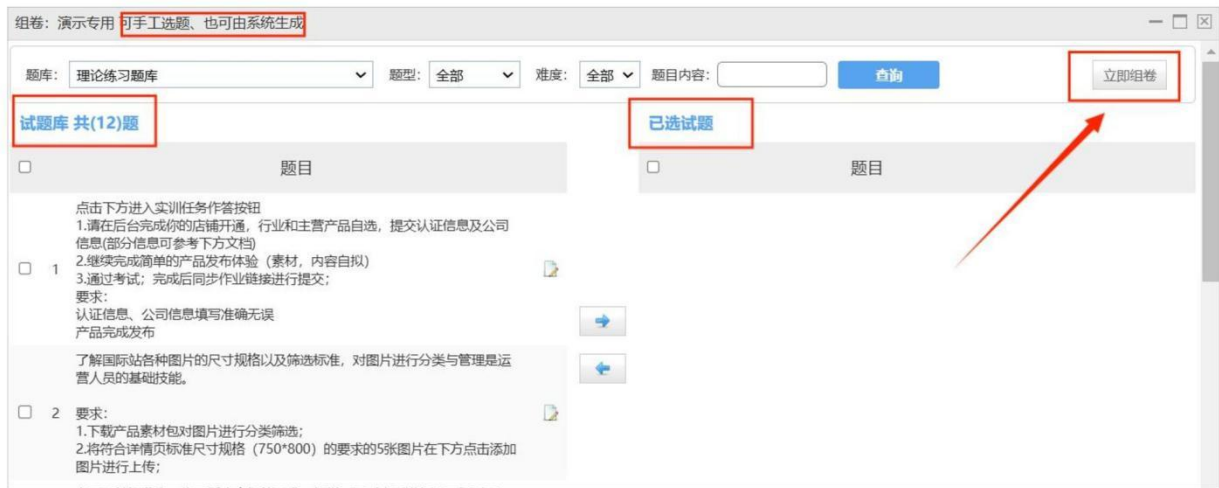 组卷：演示专用 可手工选题、也可由系统生成
题库： 理论练习题库 题型： 全部 难度： 全部 题目内容： 查询 立即组卷
试题库 共(12)题 已选试题
题目 题目
点击下方进入实训任务作答按钮
1.请在后台完成你的店铺开通，行业和主营产品自选，提交认证信息及公司
信息(部分信息可参考下方文档)
2.继续完成简单的产品发布体验（素材，内容自拟）
1
3.通过考试；完成后同步作业链接进行提交；
要求：
认证信息、公司信息填写准确无误
产品完成发布
了解国际站各种图片的尺寸规格以及筛选标准，对图片进行分类与管理是运
营人员的基础技能。
2 要求：
1.下载产品素材包对图片进行分类筛选；
2.将符合详情页标准尺寸规格（750*800）的要求的5张图片在下方点击添加
图片进行上传；